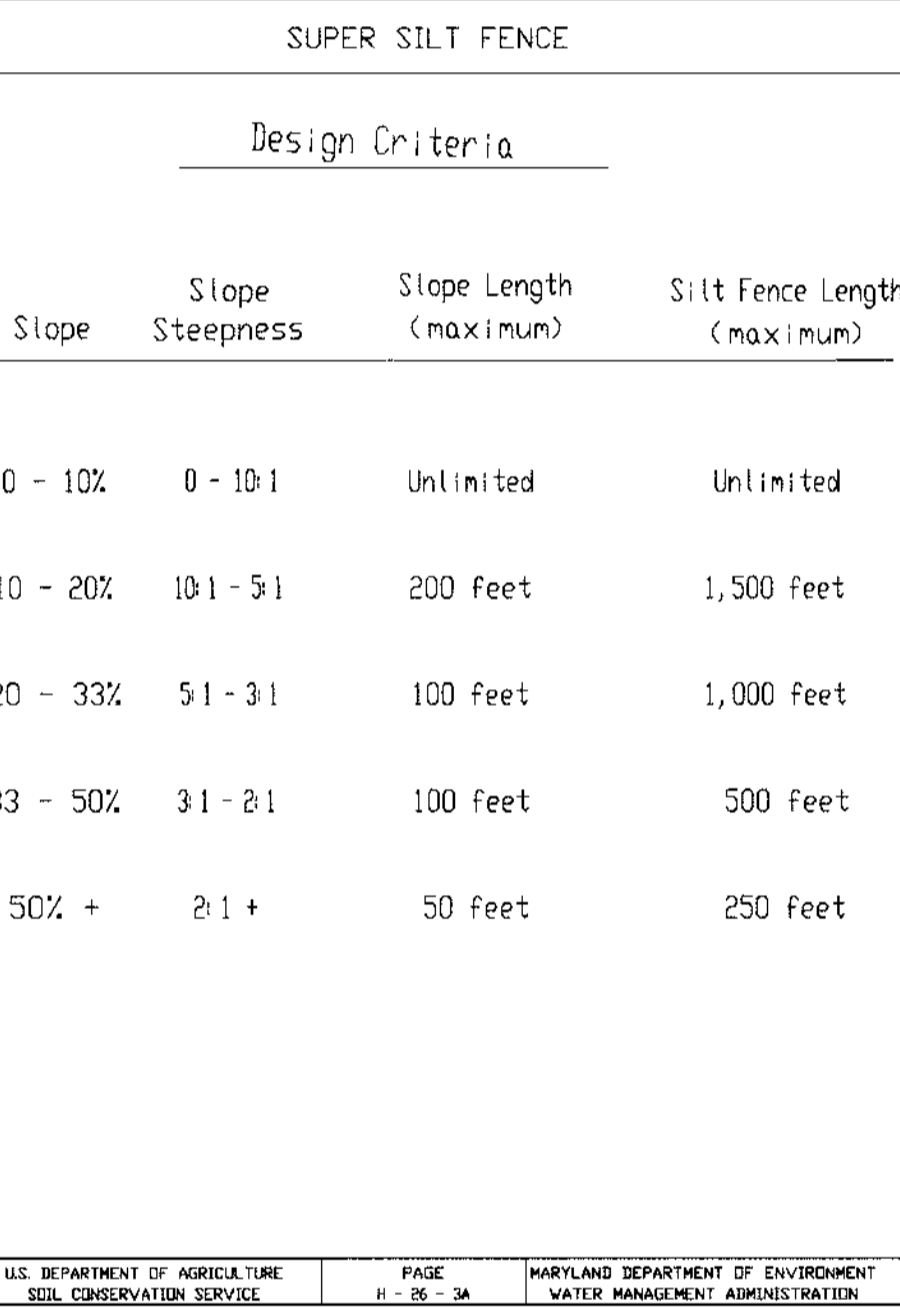 SUPER SILT FENCE
Design Criteria
Slope Slope Steepness Slope Length (maximum) Silt Fence Length (maximum)
0 - 10% 0 - 10:1 Unlimited Unlimited
10 - 20% 10:1 - 5:1 200 feet 1,500 feet
20 - 33% 5:1 - 3:1 100 feet 1,000 feet
33 - 50% 3:1 - 2:1 100 feet 500 feet
50% + 2:1 + 50 feet 250 feet
U.S. DEPARTMENT OF AGRICULTURE
SOIL CONSERVATION SERVICE
PAGE
H - 26 - 3A
MARYLAND DEPARTMENT OF ENVIRONMENT
WATER MANAGEMENT ADMINISTRATION